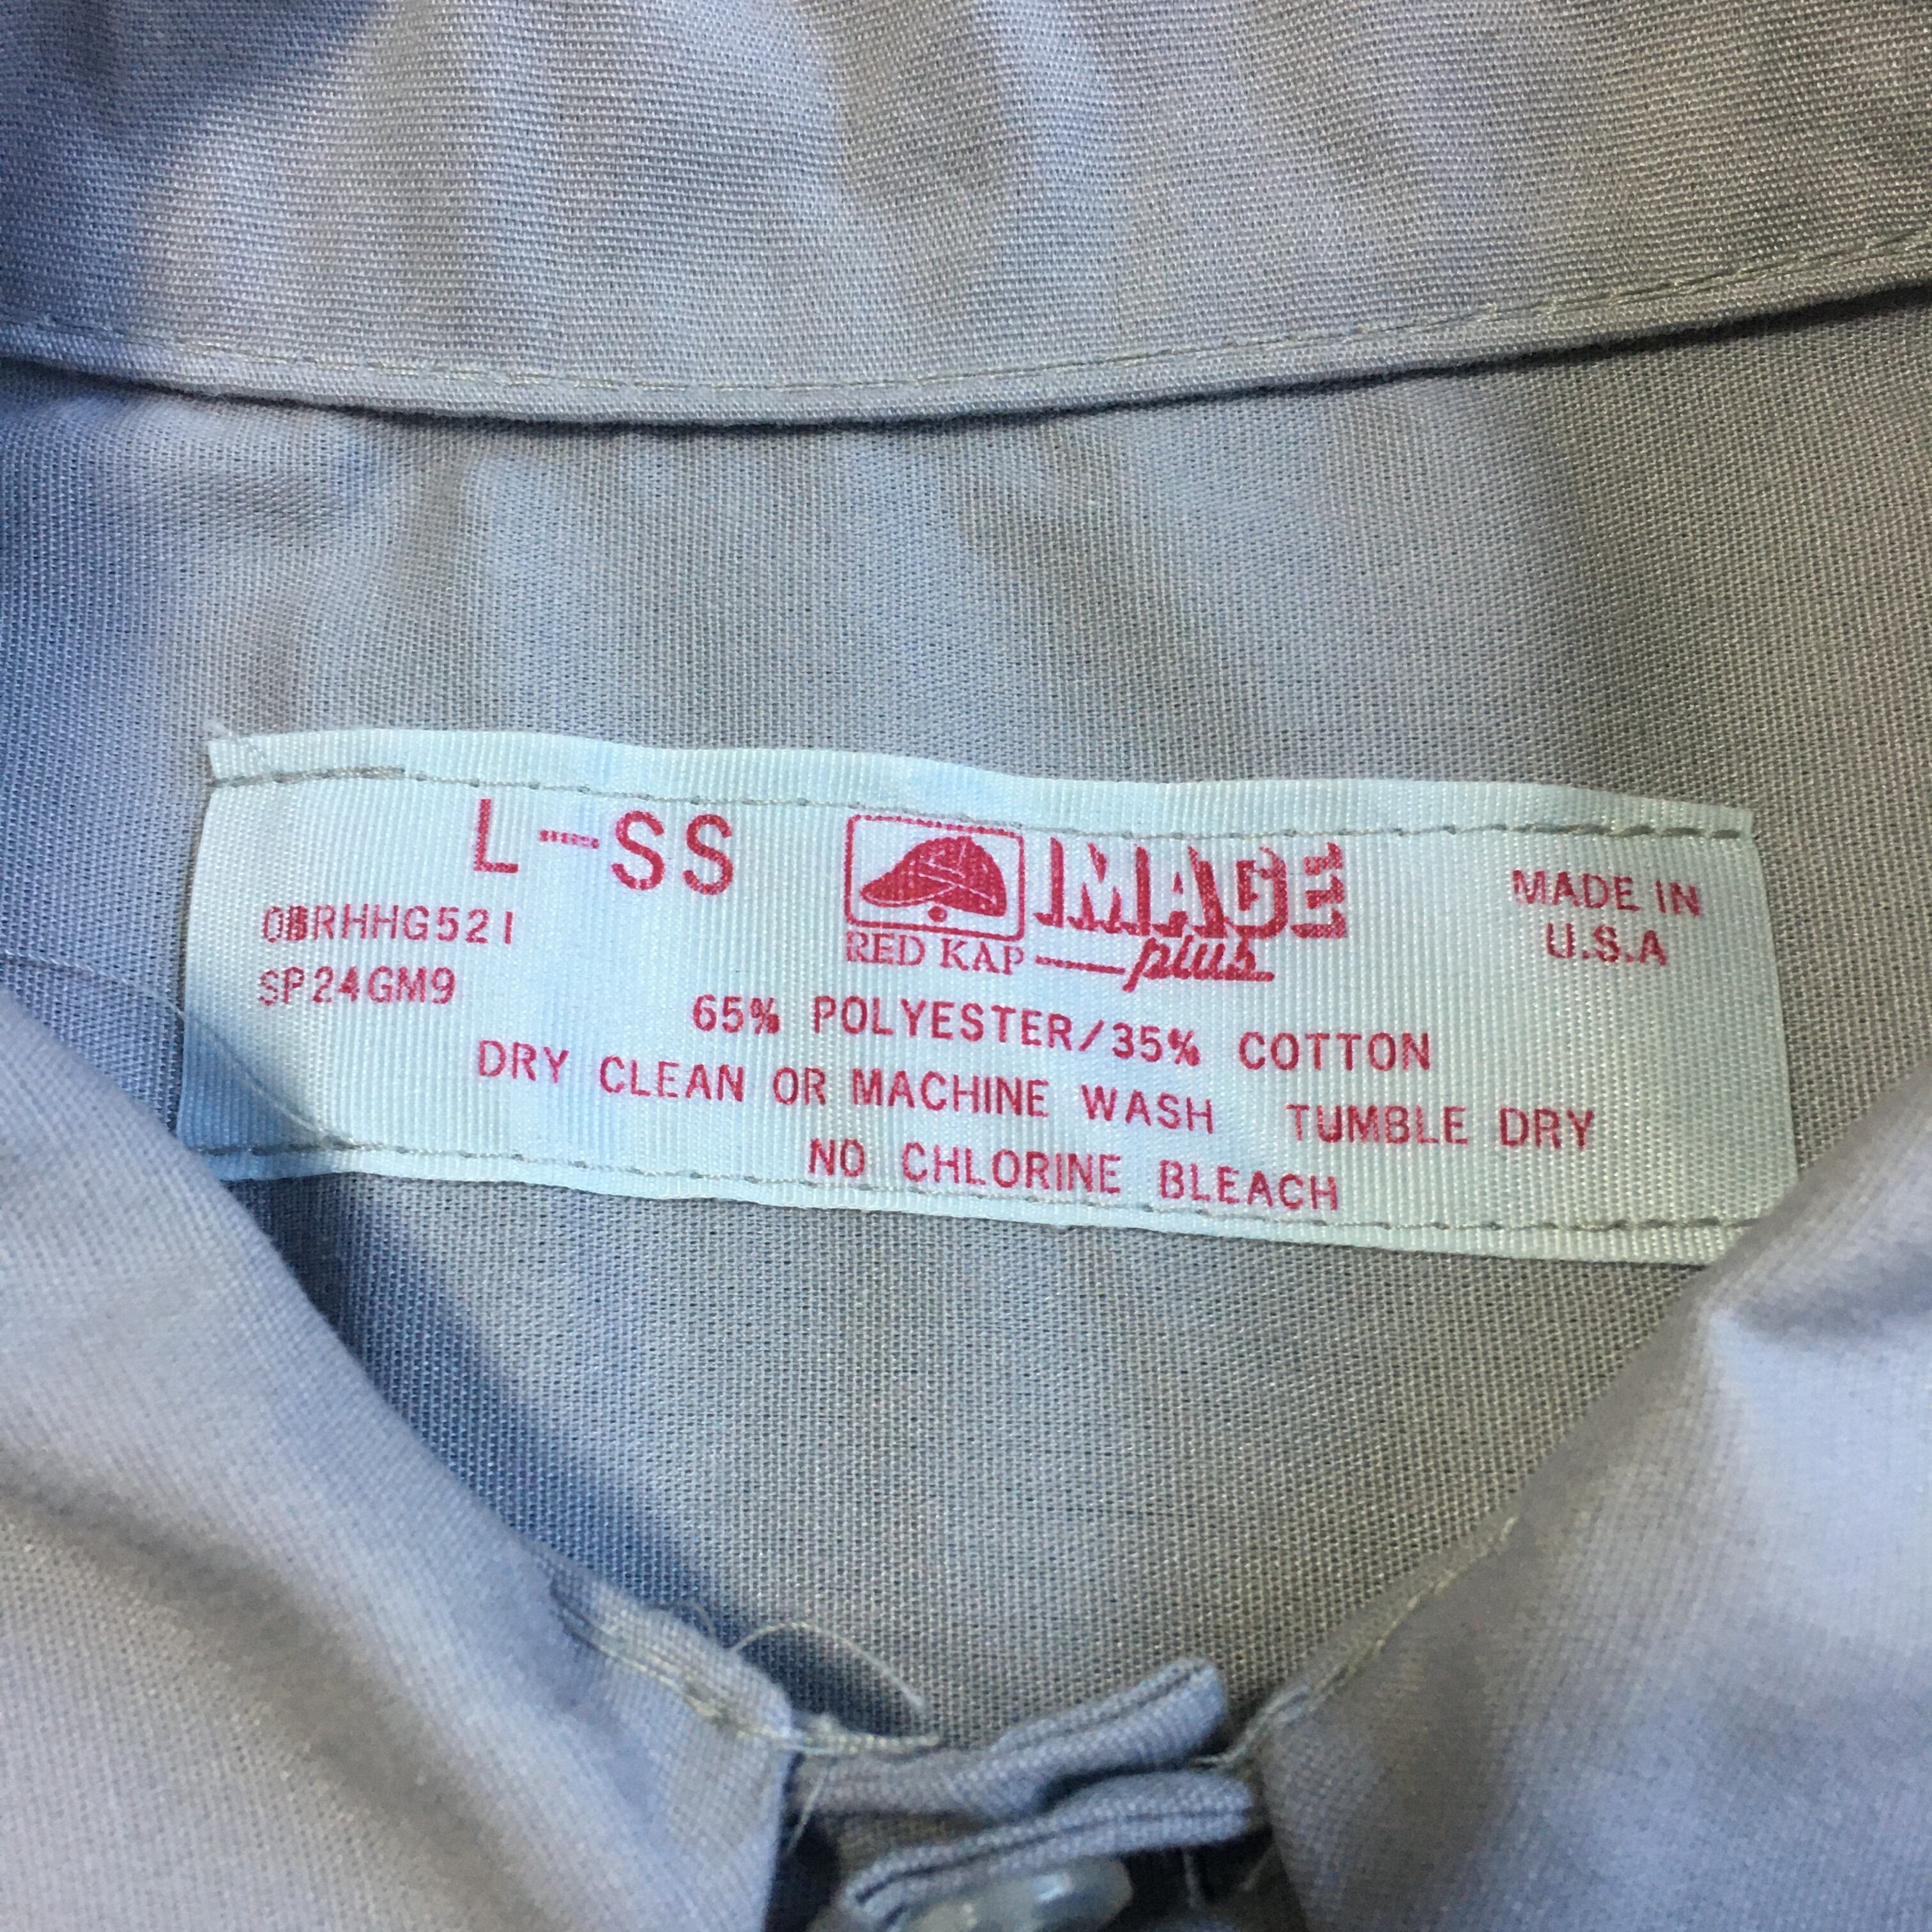 L-SS
RHHG521
SP24GM9
RED KAP
IMAGE
plus
MADE IN
U.S.A
65% POLYESTER/35% COTTON
DRY CLEAN OR MACHINE WASH TUMBLE DRY
NO CHLORINE BLEACH